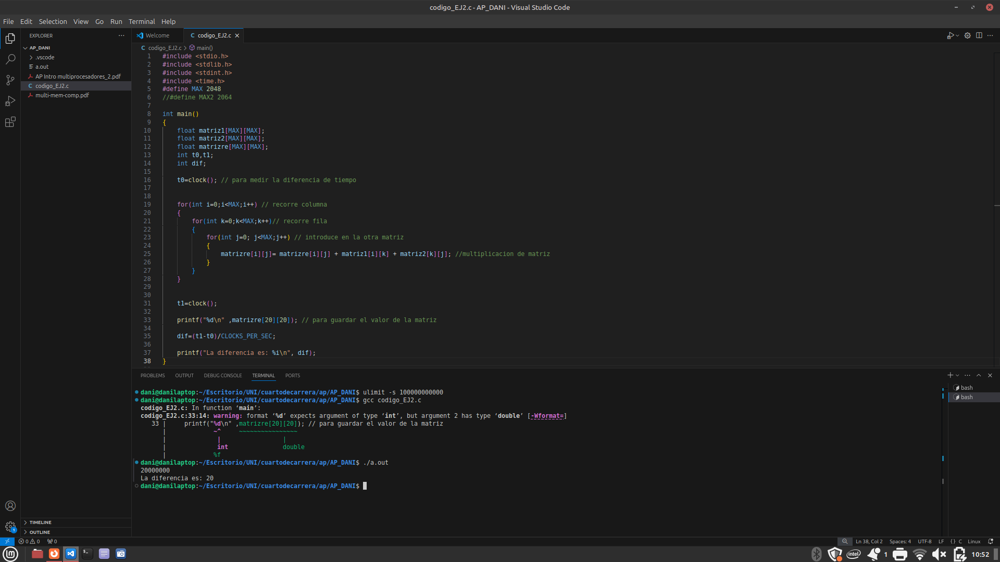 codigo_EJ2.c - AP_DANI - Visual Studio Code
File Edit Selection View Go Run Terminal Help
EXPLORER
AP_DANI
.vscode
a.out
AP Intro multiprocesadores_2.pdf
codigo_EJ2.c
multi-mem-comp.pdf
TIMELINE
OUTLINE
Welcome
C codigo_EJ2.c
C codigo_EJ2.c > main()
1 #include <stdio.h>
2 #include <stdlib.h>
3 #include <stdint.h>
4 #include <time.h>
5 #define MAX 2048
6 //#define MAX2 2064
7
8 int main()
9 {
10 float matriz1[MAX][MAX];
11 float matriz2[MAX][MAX];
12 float matrizre[MAX][MAX];
13 int t0,t1;
14 int dif;
15
16 t0=clock(); // para medir la diferencia de tiempo
17
18
19 for(int i=0;i<MAX;i++) // recorre columna
20 {
21 for(int k=0;k<MAX;k++)// recorre fila
22 {
23 for(int j=0; j<MAX;j++) // introduce en la otra matriz
24 {
25 matrizre[i][j]= matrizre[i][j] + matriz1[i][k] + matriz2[k][j]; //multiplicacion de matriz
26 }
27 }
28 }
29
30
31 t1=clock();
32
33 printf("%d\n" ,matrizre[20][20]); // para guardar el valor de la matriz
34
35 dif=(t1-t0)/CLOCKS_PER_SEC;
36
37 printf("La diferencia es: %i\n", dif);
38 }
PROBLEMS OUTPUT DEBUG CONSOLE TERMINAL PORTS
dani@danilaptop:~/Escritorio/UNI/cuartodecarrera/ap/AP_DANI$ ulimit -s 100000000000
dani@danilaptop:~/Escritorio/UNI/cuartodecarrera/ap/AP_DANI$ gcc codigo_EJ2.c
codigo_EJ2.c: In function ‘main’:
codigo_EJ2.c:33:14: warning: format ‘%d’ expects argument of type ‘int’, but argument 2 has type ‘double’ [-Wformat=]
33 | printf("%d\n" ,matrizre[20][20]); // para guardar el valor de la matriz
| ~^ ~~~~~~~~~~~~~~~~
| | |
| int double
| %f
dani@danilaptop:~/Escritorio/UNI/cuartodecarrera/ap/AP_DANI$ ./a.out
20000000
La diferencia es: 20
dani@danilaptop:~/Escritorio/UNI/cuartodecarrera/ap/AP_DANI$
bash
bash
1
0 0 0
Ln 38, Col 2 Spaces: 4 UTF-8 LF {} C Linux
intel
1
10:52